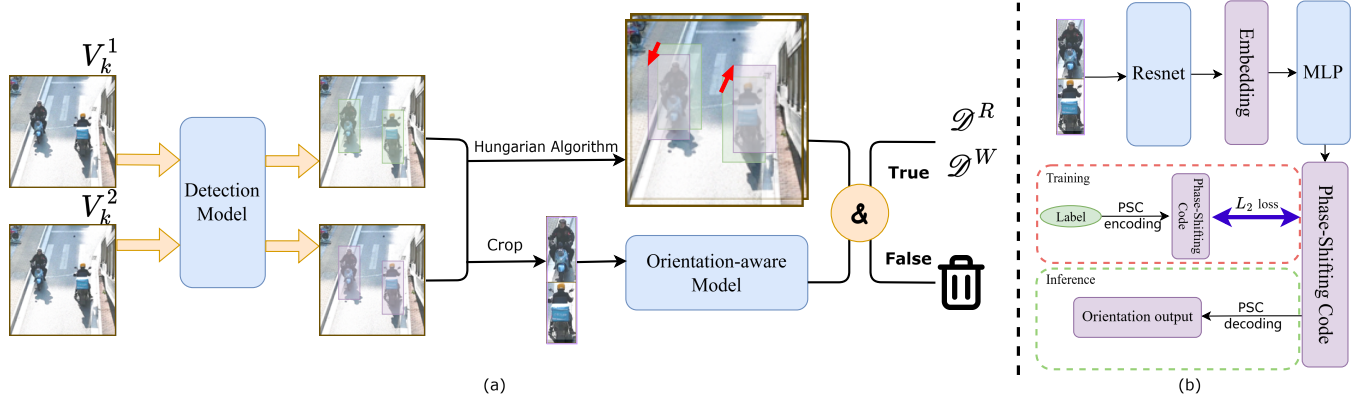 V_k^1
V_k^2
Detection
Model
Hungarian Algorithm
Crop
Orientation-aware
Model
&
𝒟^R
𝒟^W
True
False
(a)
Resnet
Embedding
MLP
Training
Label
PSC
encoding
Phase-Shifting
Code
L_2 loss
Phase-Shifting Code
Inference
Orientation output
PSC
decoding
(b)